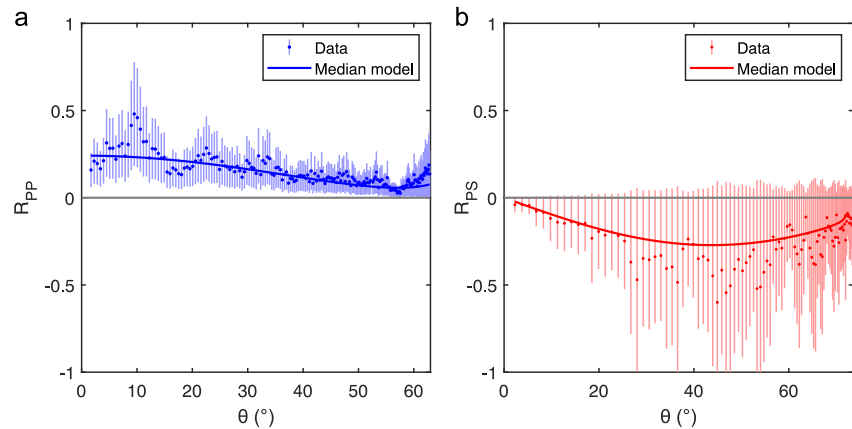 a
1
0.5
0
-0.5
-1
R_PP
0 10 20 30 40 50 60
θ (°)
Data
Median model
b
1
0.5
0
-0.5
-1
R_PS
0 20 40 60
θ (°)
Data
Median model